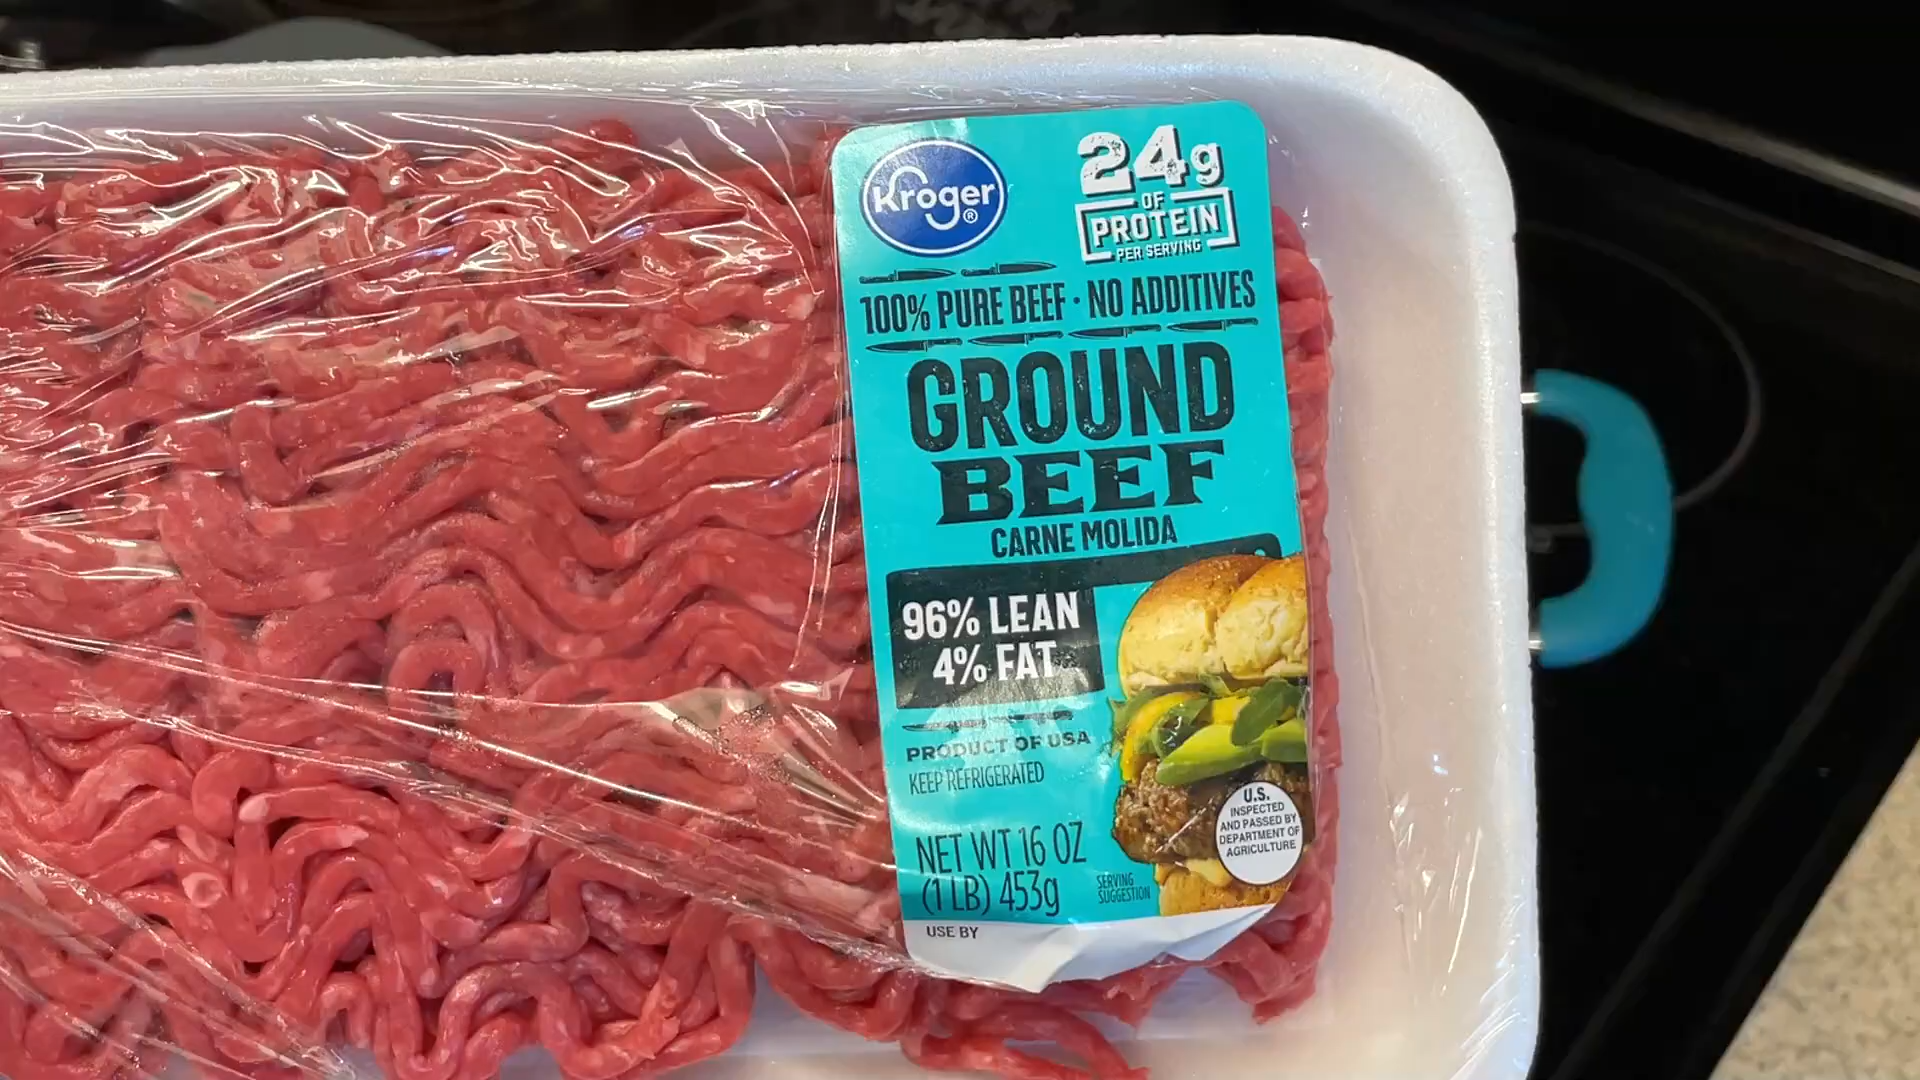 Kroger®
24g
OF
PROTEIN
PER SERVING
100% PURE BEEF · NO ADDITIVES
GROUND
BEEF
CARNE MOLIDA
96% LEAN
4% FAT
PRODUCT OF USA
KEEP REFRIGERATED
NET WT 16 OZ
(1 LB) 453g
SERVING
SUGGESTION
U.S.
INSPECTED
AND PASSED BY
DEPARTMENT OF
AGRICULTURE
USE BY